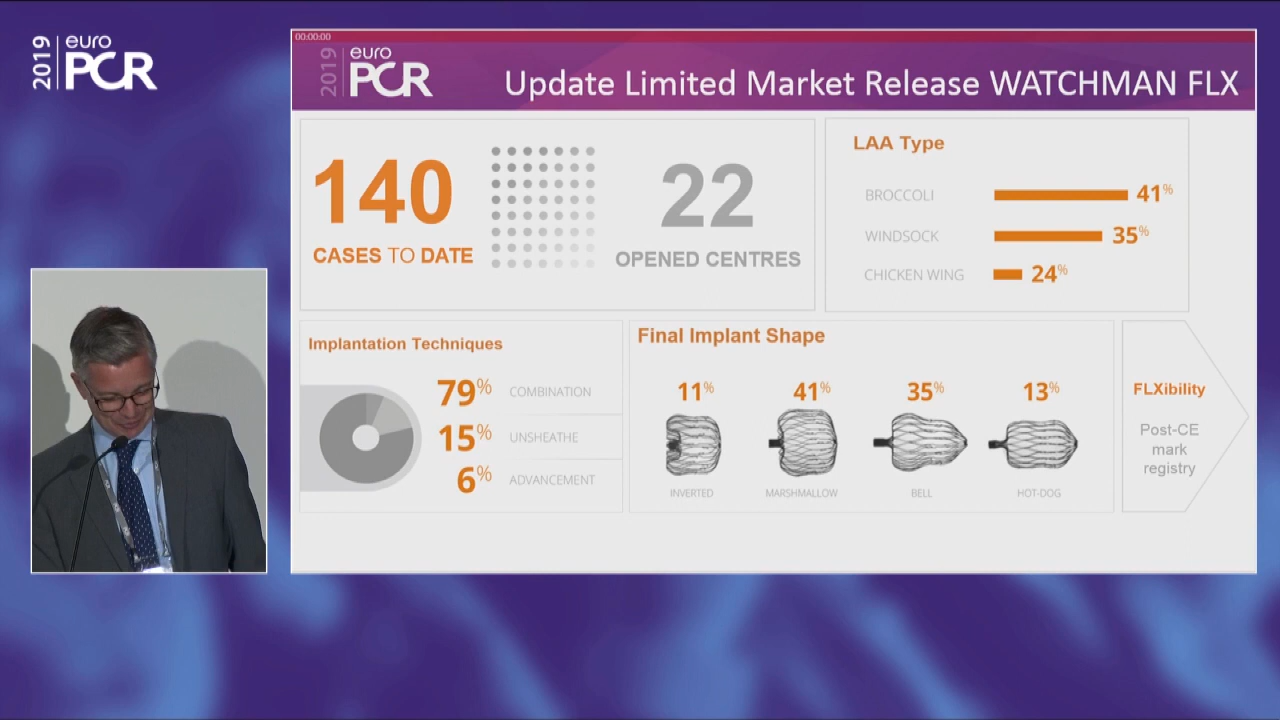 2019
euro
PCR
00:00:00
2019
euro
PCR
Update Limited Market Release WATCHMAN FLX
140
CASES TO DATE
22
OPENED CENTRES
LAA Type
BROCCOLI 41%
WINDSOCK 35%
CHICKEN WING 24%
Implantation Techniques
79% COMBINATION
15% UNSHEATHE
6% ADVANCEMENT
Final Implant Shape
11% 41% 35% 13%
INVERTED MARSHMALLOW BELL HOT-DOG
FLXibility
Post-CE
mark
registry